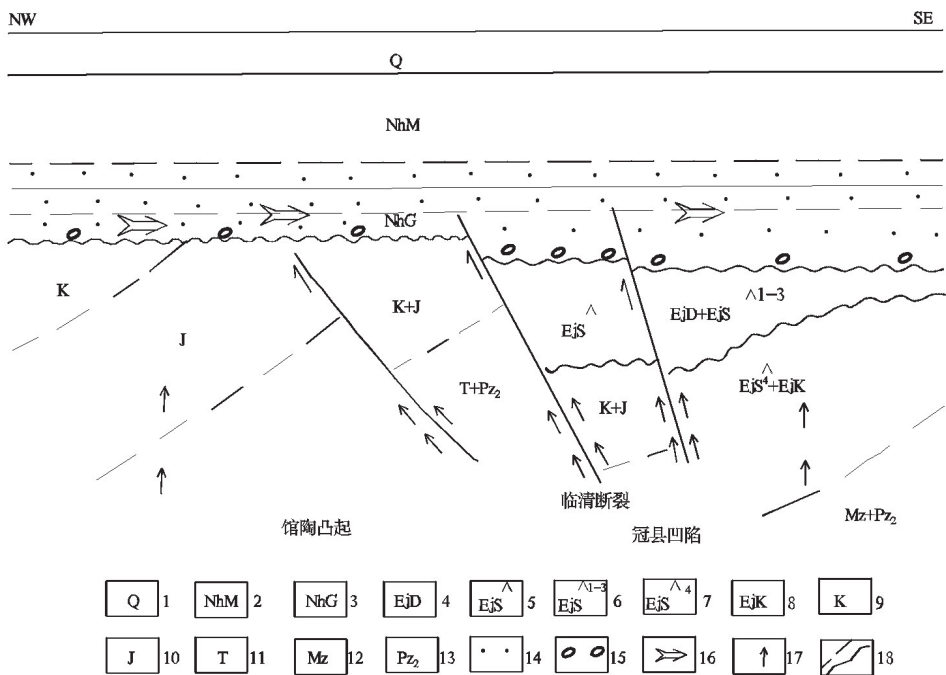 NW SE
Q
NhM
NhG
K
J
K+J
T+Pz₂
EjS^
K+J
EjD+EjS^1-3
EjS^4+EjK
Mz+Pz₂
馆陶凸起
临清断裂
冠县凹陷
Q 1 NhM 2 NhG 3 EjD 4 EjS^ 5 EjS^1-3 6 EjS^4 7 EjK 8 K 9
J 10 T 11 Mz 12 Pz₂ 13 14 15 16 17 18